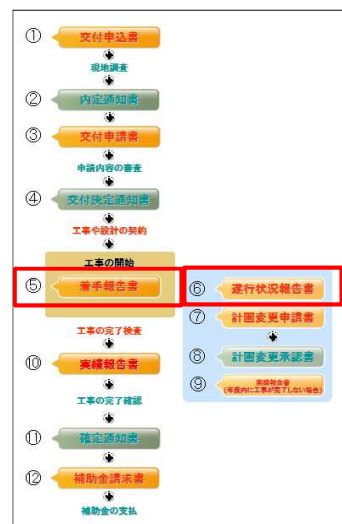 ① 交付申込書
現地調査
② 内定通知書
③ 交付申請書
申請内容の審査
④ 交付決定通知書
工事や設計の契約
工事の開始
⑤ 着手報告書
⑥ 遂行状況報告書
⑦ 計画変更申請書
⑧ 計画変更承認書
⑨ 実績報告書
(年度内に工事が完了しない場合)
工事の完了検査
⑩ 実績報告書
工事の完了確認
⑪ 確定通知書
⑫ 補助金請求書
補助金の支払